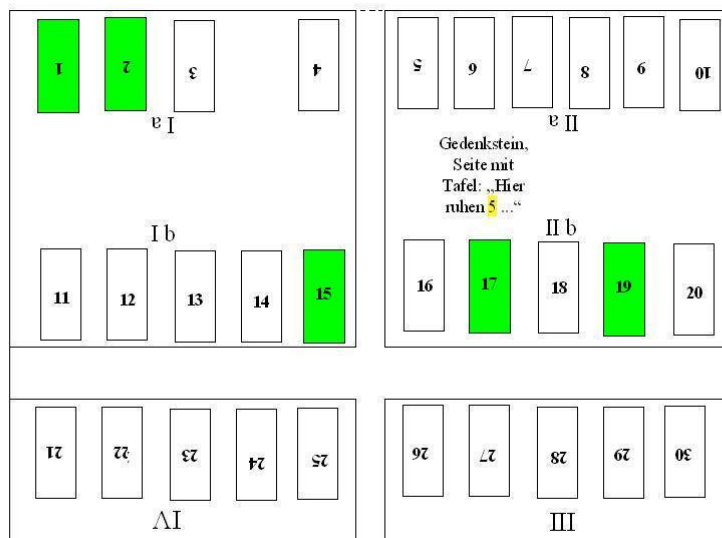 1 2 3 4 5 6 7 8 9 10
I a II a
Gedenkstein,
Seite mit
Tafel: „Hier
ruhen 5 ...“
I b II b
11 12 13 14 15 16 17 18 19 20
21 22 23 24 25 26 27 28 29 30
IV III